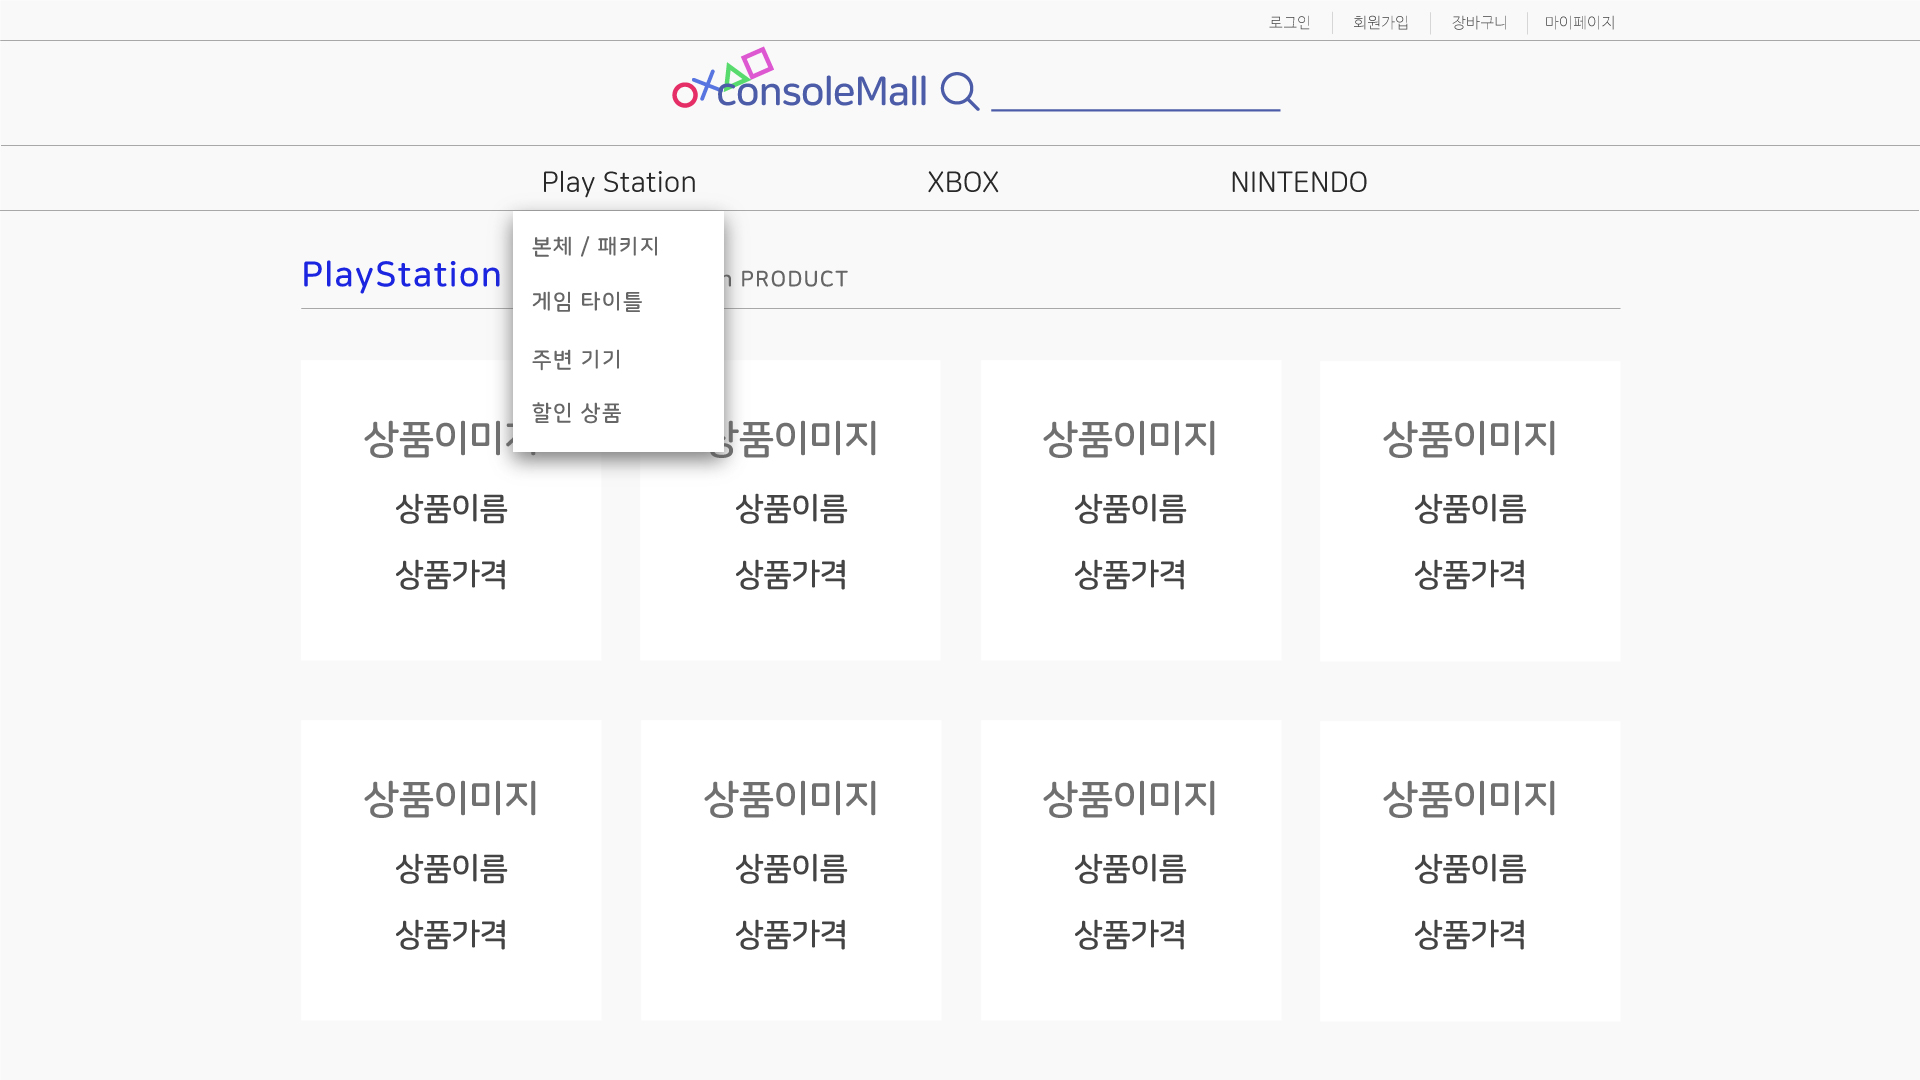 로그인 회원가입 장바구니 마이페이지
consoleMall
Play Station XBOX NINTENDO
본체 / 패키지
게임 타이틀
주변 기기
할인 상품
PlayStation
PRODUCT
상품이미지 상품이미지 상품이미지 상품이미지
상품이름 상품이름 상품이름 상품이름
상품가격 상품가격 상품가격 상품가격
상품이미지 상품이미지 상품이미지 상품이미지
상품이름 상품이름 상품이름 상품이름
상품가격 상품가격 상품가격 상품가격